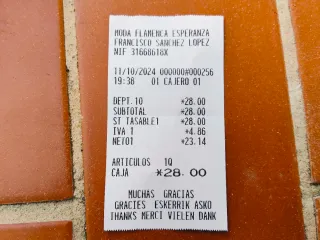 MODA FLAMENCA ESPERANZA
FRANCISCO SANCHEZ LOPEZ
NIF 31668618X
11/10/2024 000000#000256
19:38 01 CAJERO 01
DEPT.10 *28.00
SUBTOTAL *28.00
ST TASABLE1 *28.00
IVA 1 *4.86
NETO1 *23.14
ARTICULOS 1Q
CAJA *28.00
MUCHAS GRACIAS
GRACIES ESKERRIK ASKO
THANKS MERCI VIELEN DANK